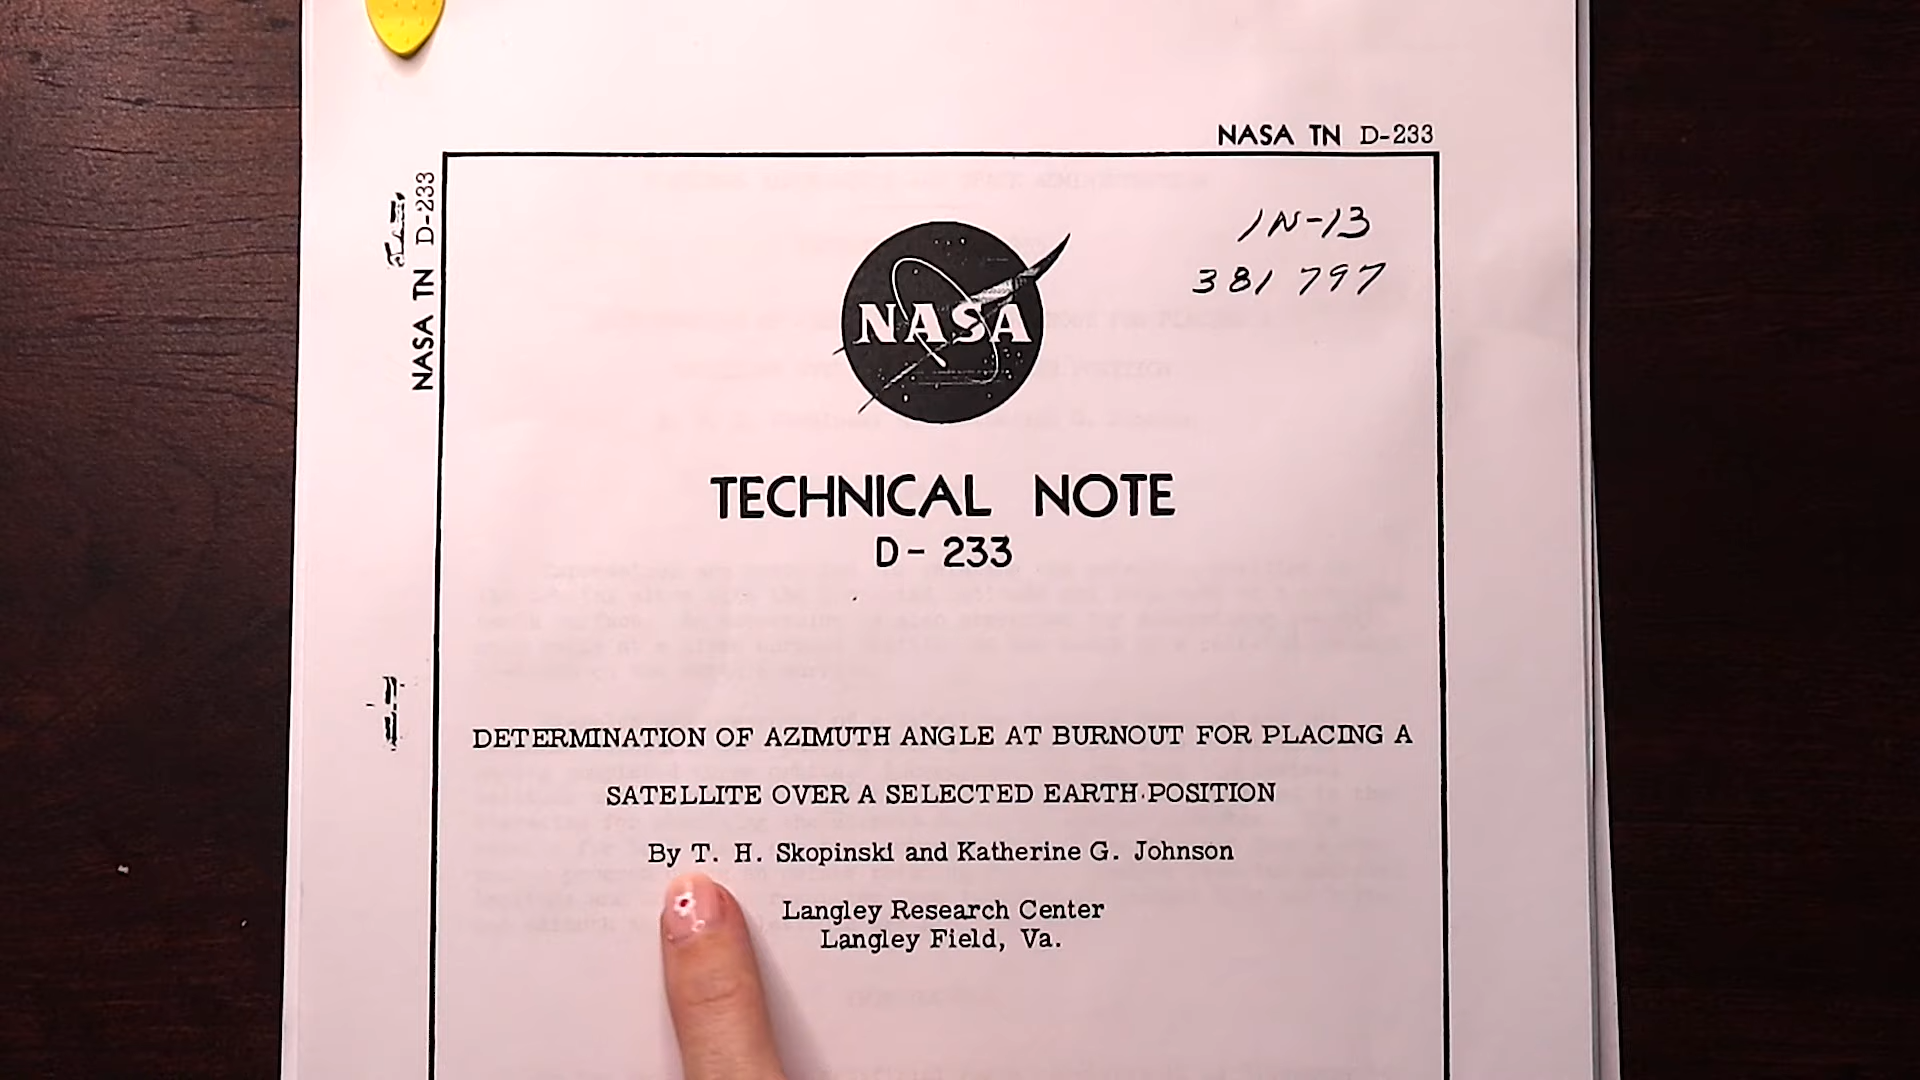 NASA TN D-233
NASA TN D-233
IN-13
381 797
NASA
TECHNICAL NOTE
D - 233
DETERMINATION OF AZIMUTH ANGLE AT BURNOUT FOR PLACING A
SATELLITE OVER A SELECTED EARTH POSITION
By T. H. Skopinski and Katherine G. Johnson
Langley Research Center
Langley Field, Va.